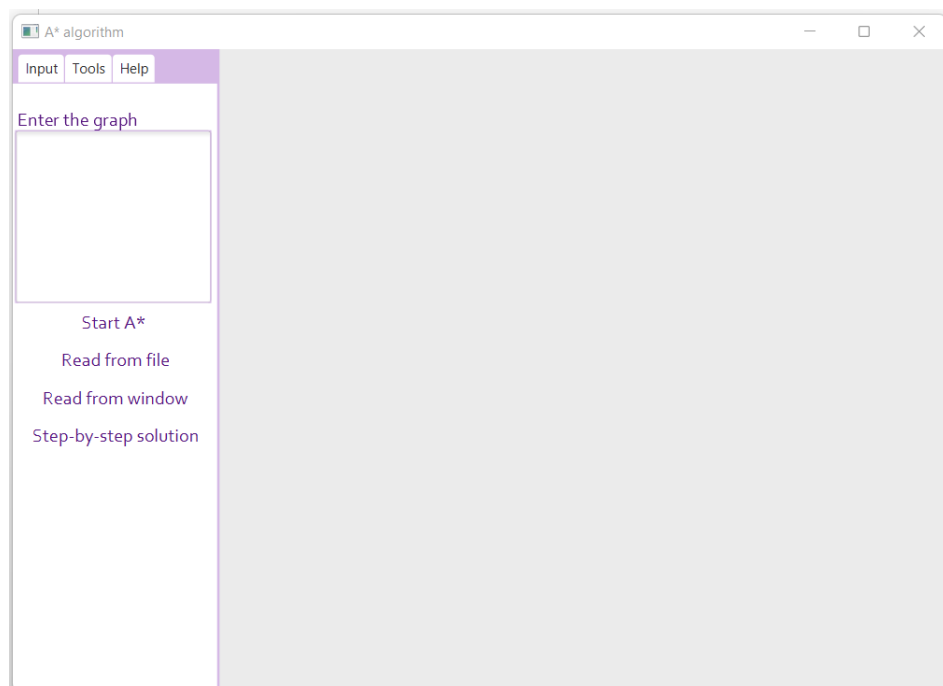 A* algorithm
Input Tools Help
Enter the graph
Start A*
Read from file
Read from window
Step-by-step solution